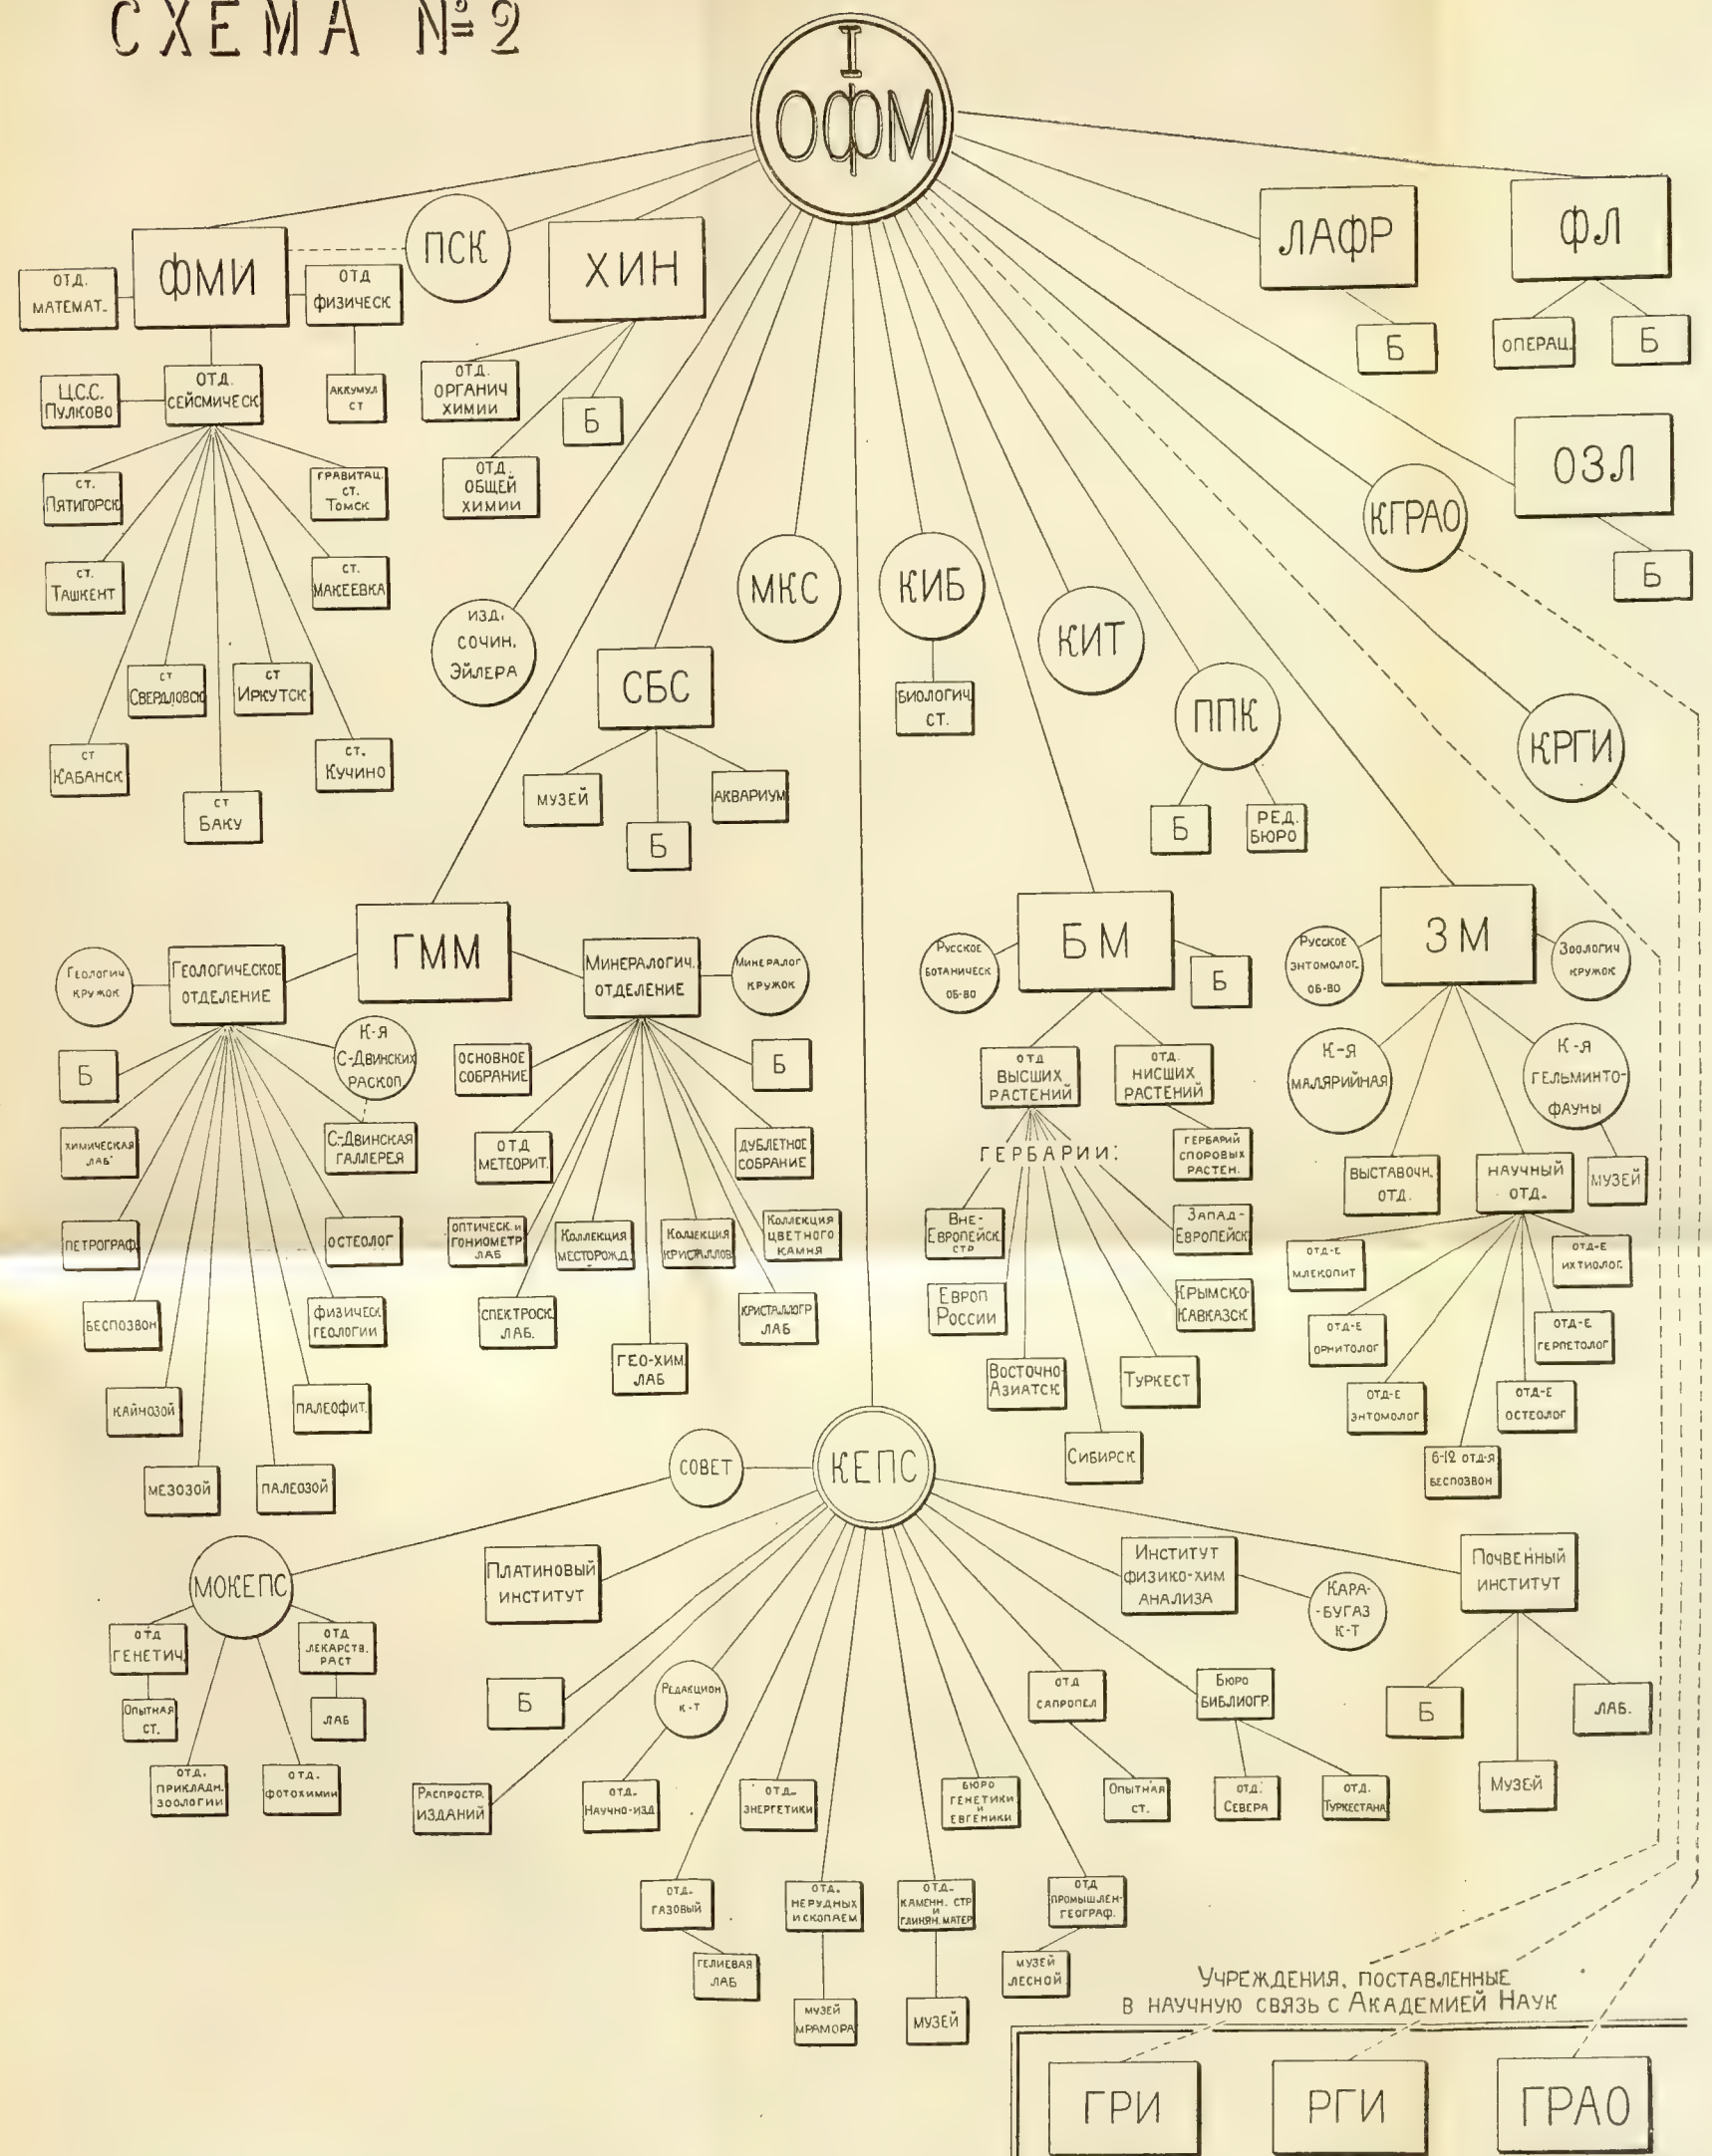 СХЕМА №2
I
ОФМ
ФМИ
ПСК
ХИН
ЛАФР
ФЛ
ОТД.
МАТЕМАТ.
ОТД
ФИЗИЧЕСК
Б
ОПЕРАЦ.
Б
Ц.С.С.
ПУЛКОВО
ОТД.
СЕЙСМИЧЕСК
АККУМУЛ
СТ
ОТД.
ОРГАНИЧ
ХИМИИ
Б
ОТД.
ОБЩЕЙ
ХИМИИ
ОЗЛ
Б
КГРАО
СТ.
ПЯТИГОРСК
ГРАВИТАЦ.
СТ.
ТОМСК
СТ.
ТАШКЕНТ
СТ.
МАКЕЕВКА
СТ
СВЕРДЛОВСК
СТ
ИРКУТСК
СТ
КАБАНСК
СТ.
КУЧИНО
СТ
БАКУ
ИЗД.
СОЧИН.
ЭЙЛЕРА
МКС
КИБ
БИОЛОГИЧ.
СТ.
КИТ
ППК
Б
РЕД.
БЮРО
КРГИ
СБС
МУЗЕЙ
Б
АКВАРИУМ
ГММ
ГЕОЛОГИЧ
КРУЖОК
ГЕОЛОГИЧЕСКОЕ
ОТДЕЛЕНИЕ
МИНЕРАЛОГИЧ.
ОТДЕЛЕНИЕ
МИНЕРАЛОГ
КРУЖОК
Б
К-Я
С-ДВИНСКИХ
РАСКОП.
ХИМИЧЕСКАЯ
ЛАБ
С-ДВИНСКАЯ
ГАЛЛЕРЕЯ
ПЕТРОГРАФ.
ОСТЕОЛОГ
БЕСПОЗВОН
ФИЗИЧЕСК
ГЕОЛОГИИ
КАЙНОЗОЙ
ПАЛЕОФИТ.
МЕЗОЗОЙ
ПАЛЕОЗОЙ
ОСНОВНОЕ
СОБРАНИЕ
Б
ОТД
МЕТЕОРИТ.
ДУБЛЕТНОЕ
СОБРАНИЕ
ОПТИЧЕСК. И
ГОНИОМЕТР
ЛАБ
КОЛЛЕКЦИЯ
МЕСТОРОЖД.
КОЛЛЕКЦИЯ
КРИСТАЛЛОВ
КОЛЛЕКЦИЯ
ЦВЕТНОГО
КАМНЯ
СПЕКТРОСК.
ЛАБ.
КРИСТАЛЛОГР
ЛАБ
ГЕО-ХИМ.
ЛАБ
БМ
РУССКОЕ
БОТАНИЧЕСК
ОБ-ВО
Б
ОТД
ВЫСШИХ
РАСТЕНИЙ
ОТД.
НИСШИХ
РАСТЕНИЙ
ГЕРБАРИЙ
СПОРОВЫХ
РАСТЕН.
ГЕРБАРИИ:
ВНЕ-
ЕВРОПЕЙСК.
СТР
ЗАПАД-
ЕВРОПЕЙСК
ЕВРОП
РОССИИ
КРЫМСКО-
КАВКАЗСК
ВОСТОЧНО
АЗИАТСК
ТУРКЕСТ
СИБИРСК
ЗМ
РУССКОЕ
ЭНТОМОЛОГ.
ОБ-ВО
ЗООЛОГИЧ
КРУЖОК
К-Я
МАЛЯРИЙНАЯ
К-Я
ГЕЛЬМИНТО-
ФАУНЫ
ВЫСТАВОЧН.
ОТД.
НАУЧНЫЙ
ОТД.
МУЗЕЙ
ОТД-Е
МЛЕКОПИТ
ОТД-Е
ИХТИОЛОГ.
ОТД-Е
ОРНИТОЛОГ
ОТД-Е
ГЕРПЕТОЛОГ
ОТД-Е
ЭНТОМОЛОГ
ОТД-Е
ОСТЕОЛОГ
6-12 ОТД-Я
БЕСПОЗВОН
СОВЕТ
КЕПС
МОКЕПС
ОТД
ГЕНЕТИЧ.
ОТД
ЛЕКАРСТВ.
РАСТ
ОПЫТНАЯ
СТ.
ЛАБ
ОТД.
ПРИКЛАДН.
ЗООЛОГИИ
ОТД.
ФОТОХИМИИ
ПЛАТИНОВЫЙ
ИНСТИТУТ
ИНСТИТУТ
ФИЗИКО-ХИМ
АНАЛИЗА
КАРА-
-БУГАЗ
К-Т
ПОЧВЕННЫЙ
ИНСТИТУТ
Б
РЕДАКЦИОН
К-Т
ОТД
САПРОПЕЛ
БЮРО
БИБЛИОГР.
Б
ЛАБ.
МУЗЕЙ
РАСПРОСТР.
ИЗДАНИЙ
ОТД.
НАУЧНО-ИЗД
ОТД.
ЭНЕРГЕТИКИ
БЮРО
ГЕНЕТИКИ
И
ЕВГЕНИКИ
ОПЫТНАЯ
СТ.
ОТД.
СЕВЕРА
ОТД.
ТУРКЕСТАНА
ОТД.
ГАЗОВЫЙ
ГЕЛИЕВАЯ
ЛАБ
ОТД.
НЕРУДНЫХ
ИСКОПАЕМ
МУЗЕЙ
МРАМОРА
ОТД.
КАМЕНН. СТР
И
ГЛИНЯН. МАТЕР
МУЗЕЙ
ОТД
ПРОМЫШЛЕН-
ГЕОГРАФ.
МУЗЕЙ
ЛЕСНОЙ
УЧРЕЖДЕНИЯ, ПОСТАВЛЕННЫЕ
В НАУЧНУЮ СВЯЗЬ С АКАДЕМИЕЙ НАУК
ГРИ
РГИ
ГРАО